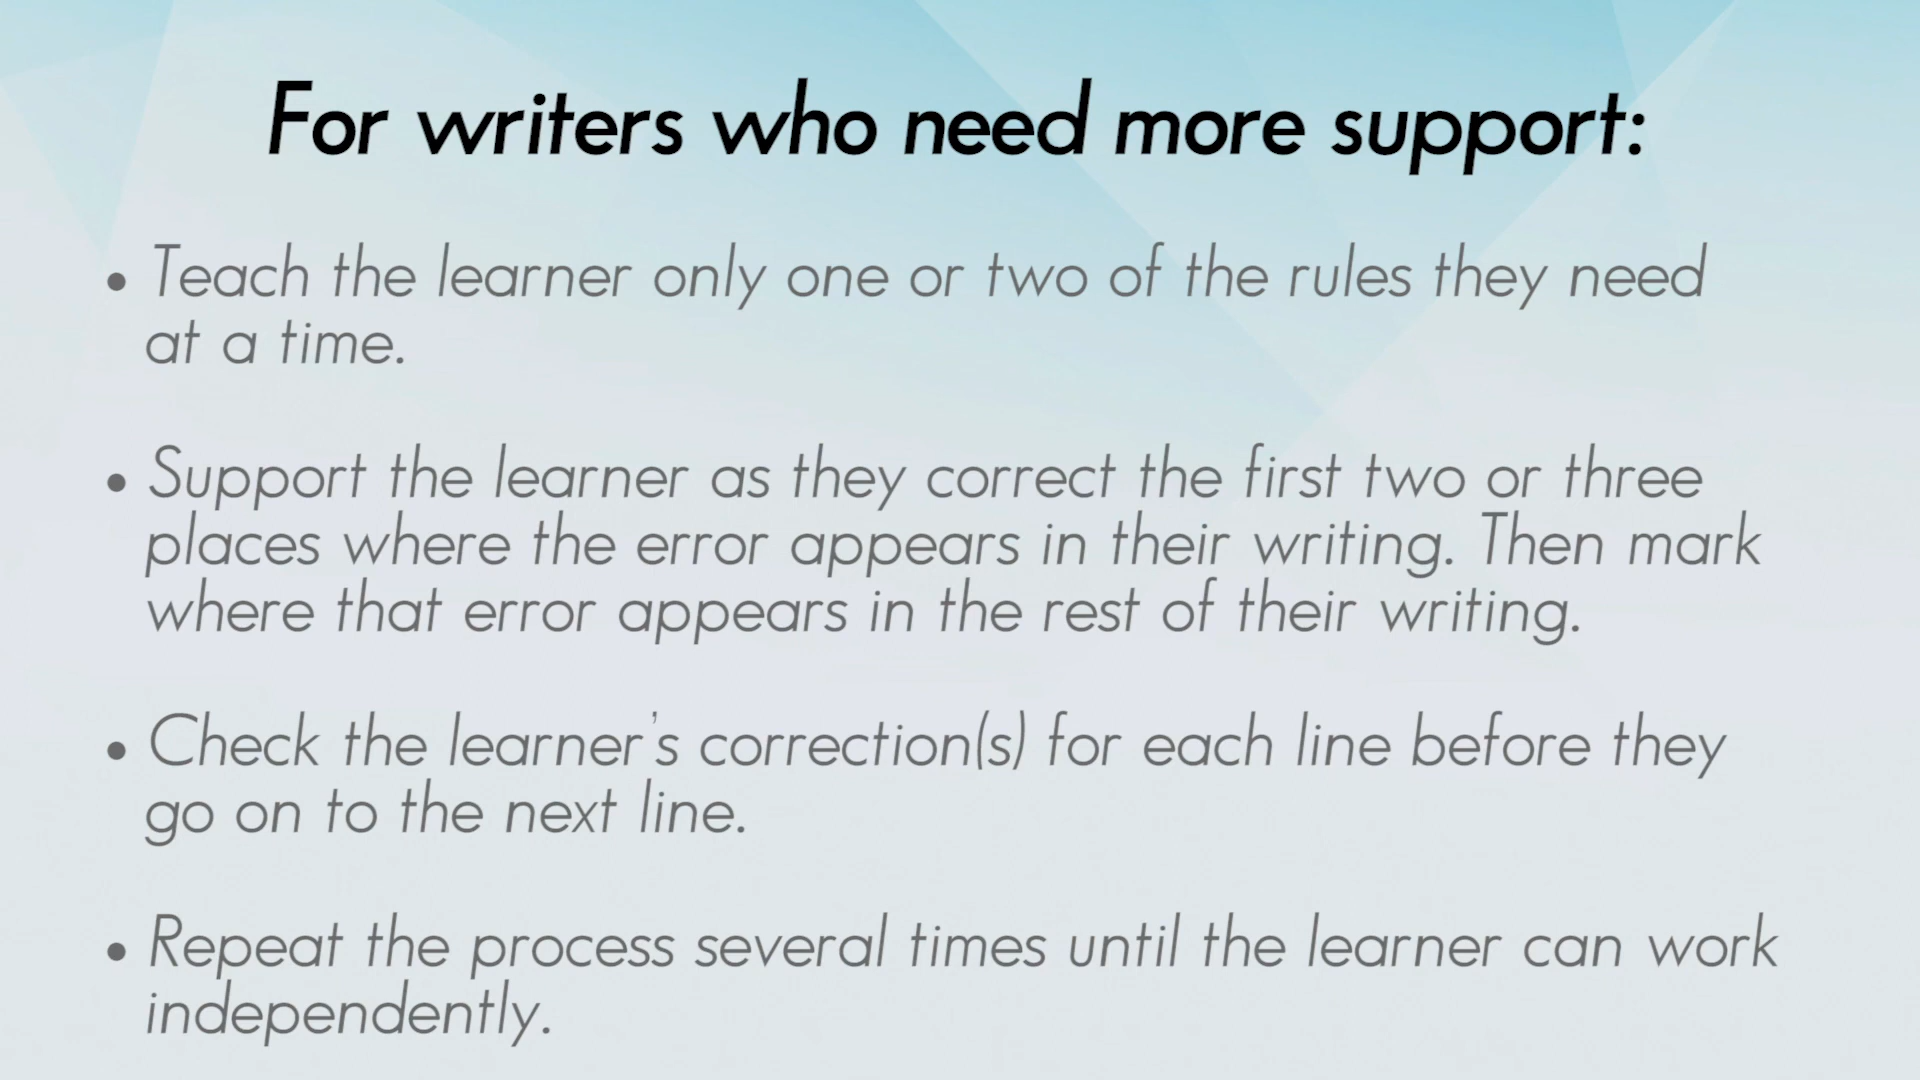 For writers who need more support:
• Teach the learner only one or two of the rules they need
at a time.
• Support the learner as they correct the first two or three
places where the error appears in their writing. Then mark
where that error appears in the rest of their writing.
• Check the learner's correction(s) for each line before they
go on to the next line.
• Repeat the process several times until the learner can work
independently.